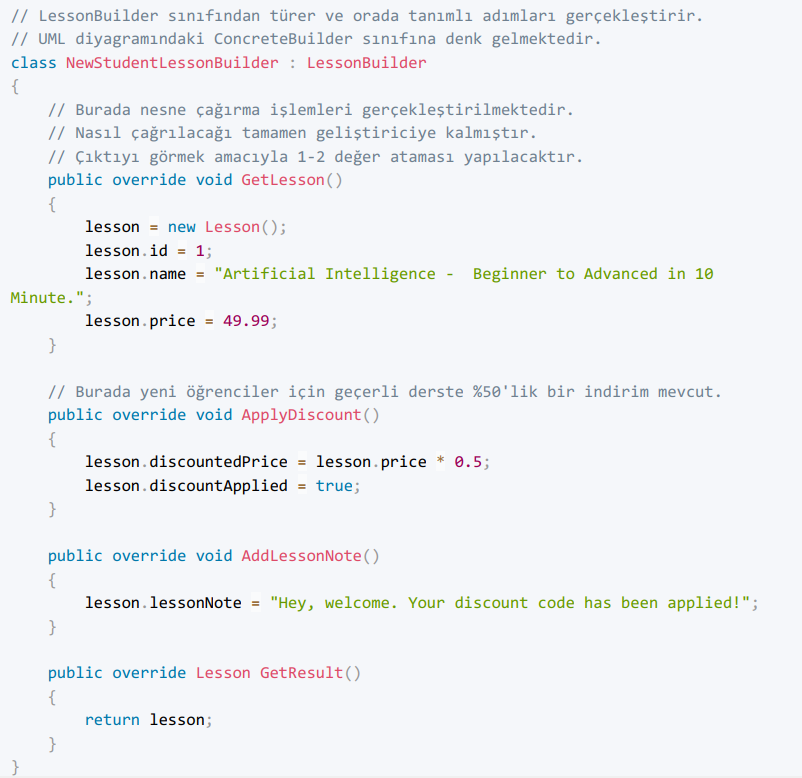 // LessonBuilder sınıfından türer ve orada tanımlı adımları gerçekleştirir.
// UML diyagramındaki ConcreteBuilder sınıfına denk gelmektedir.
class NewStudentLessonBuilder : LessonBuilder
{
    // Burada nesne çağırma işlemleri gerçekleştirilmektedir.
    // Nasıl çağrılacağı tamamen geliştiriciye kalmıştır.
    // Çıktıyı görmek amacıyla 1-2 değer ataması yapılacaktır.
    public override void GetLesson()
    {
        lesson = new Lesson();
        lesson.id = 1;
        lesson.name = "Artificial Intelligence -  Beginner to Advanced in 10
Minute.";
        lesson.price = 49.99;
    }

    // Burada yeni öğrenciler için geçerli derste %50'lik bir indirim mevcut.
    public override void ApplyDiscount()
    {
        lesson.discountedPrice = lesson.price * 0.5;
        lesson.discountApplied = true;
    }

    public override void AddLessonNote()
    {
        lesson.lessonNote = "Hey, welcome. Your discount code has been applied!";
    }

    public override Lesson GetResult()
    {
        return lesson;
    }
}